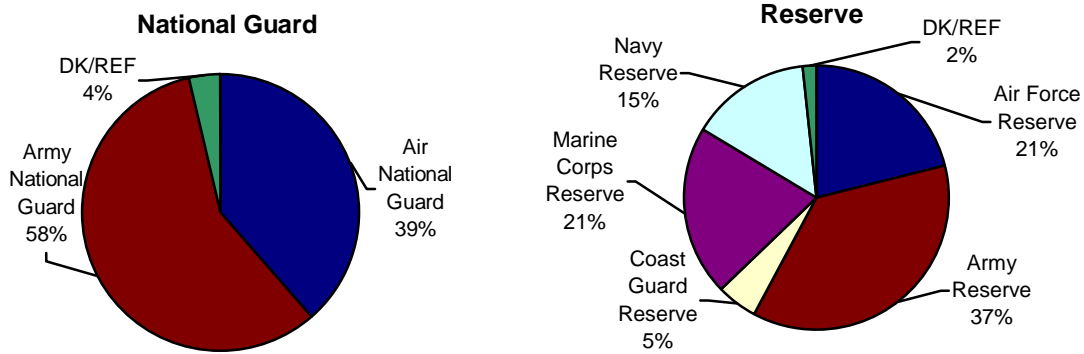 National Guard
DK/REF
4%
Army
National
Guard
58%
Air
National
Guard
39%
Reserve
Navy
Reserve
15%
DK/REF
2%
Air Force
Reserve
21%
Marine
Corps
Reserve
21%
Coast
Guard
Reserve
5%
Army
Reserve
37%